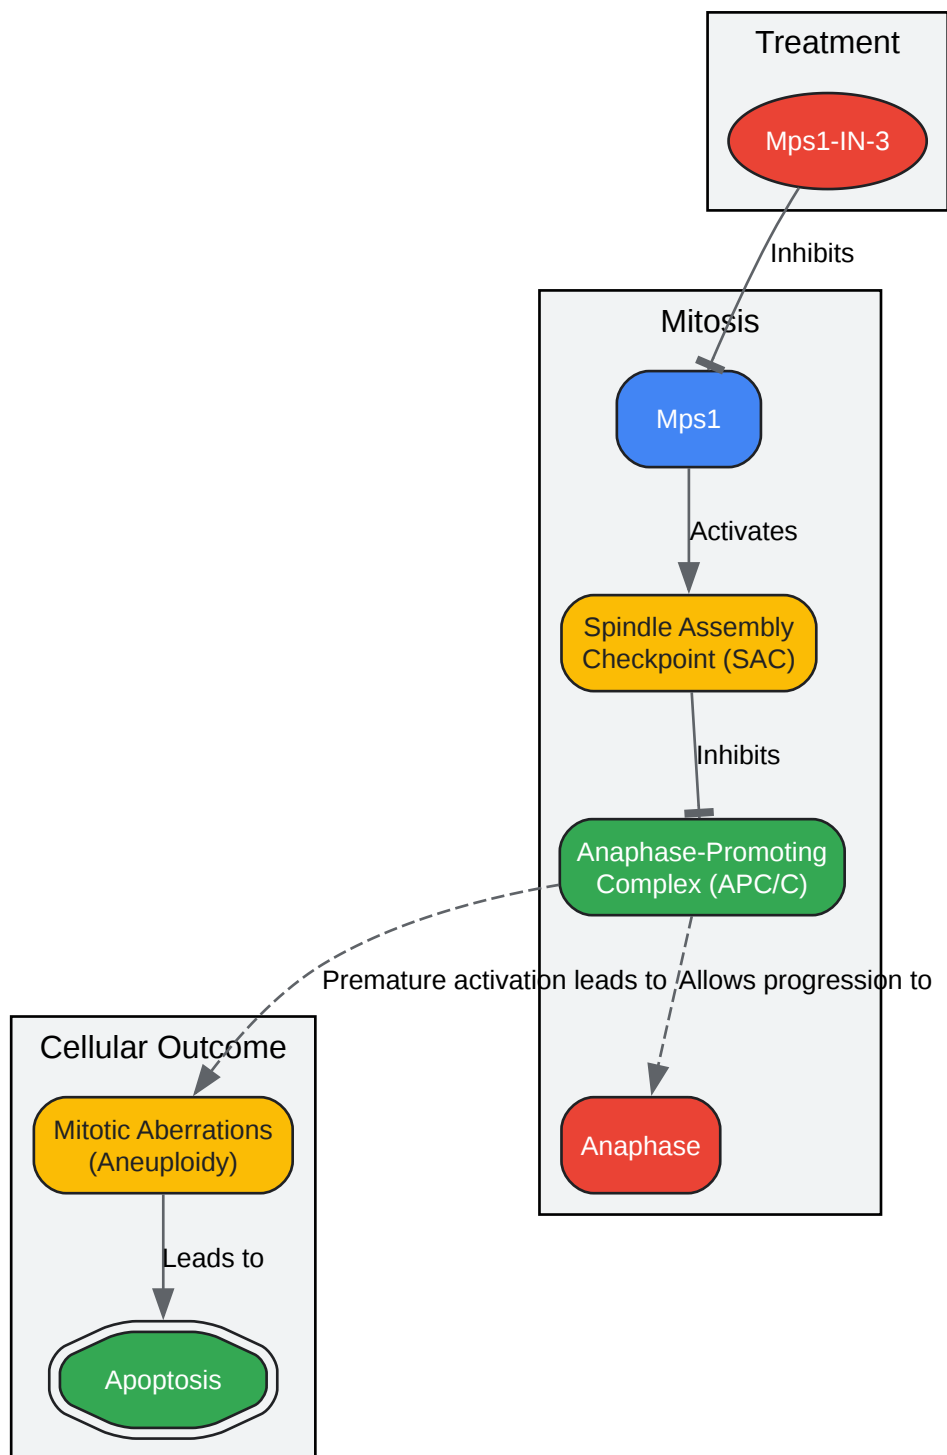 Treatment
Mps1-IN-3
Inhibits
Mitosis
Mps1
Activates
Spindle Assembly
Checkpoint (SAC)
Inhibits
Anaphase-Promoting
Complex (APC/C)
Premature activation leads to
Allows progression to
Cellular Outcome
Mitotic Aberrations
(Aneuploidy)
Anaphase
Leads to
Apoptosis